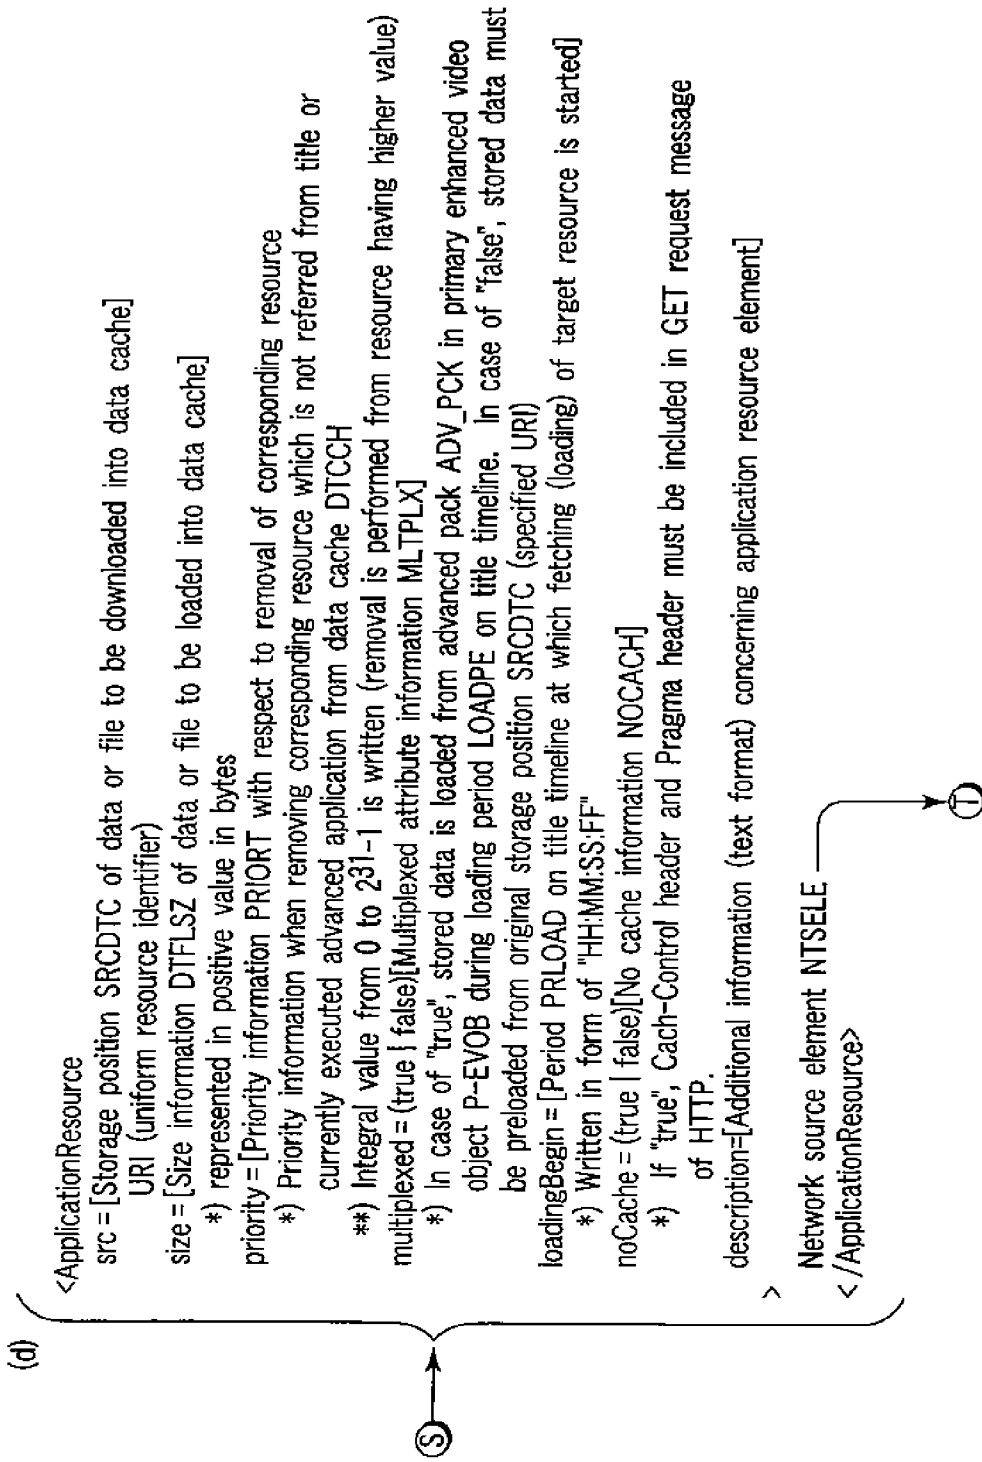 (d)
<ApplicationResource
src = [Storage position SRCDTC of data or file to be downloaded into data cache]
URI (uniform resource identifier)
size = [Size information DTFLSZ of data or file to be loaded into data cache]
*) represented in positive value in bytes
priority = [Priority information PRIORT with respect to removal of corresponding resource
*) Priority information when removing corresponding resource which is not referred from title or
currently executed advanced application from data cache DTCCH
**) Integral value from 0 to 2^31-1 is written (removal is performed from resource having higher value)
multiplexed = (true | false)[Multiplexed attribute information MLTPLX]
*) In case of "true", stored data is loaded from advanced pack ADV_PCK in primary enhanced video
object P-EVOB during loading period LOADPE on title timeline. In case of "false", stored data must
be preloaded from original storage position SRCDTC (specified URI)
loadingBegin = [Period PRLOAD on title timeline at which fetching (loading) of target resource is started]
*) Written in form of "HH:MM:SS:FF"
noCache = (true | false)[No cache information NOCACH]
*) If "true", Cach-Control header and Pragma header must be included in GET request message
of HTTP.
description=[Additional information (text format) concerning application resource element]
>
Network source element NTSELE
</ApplicationResource>
S
T